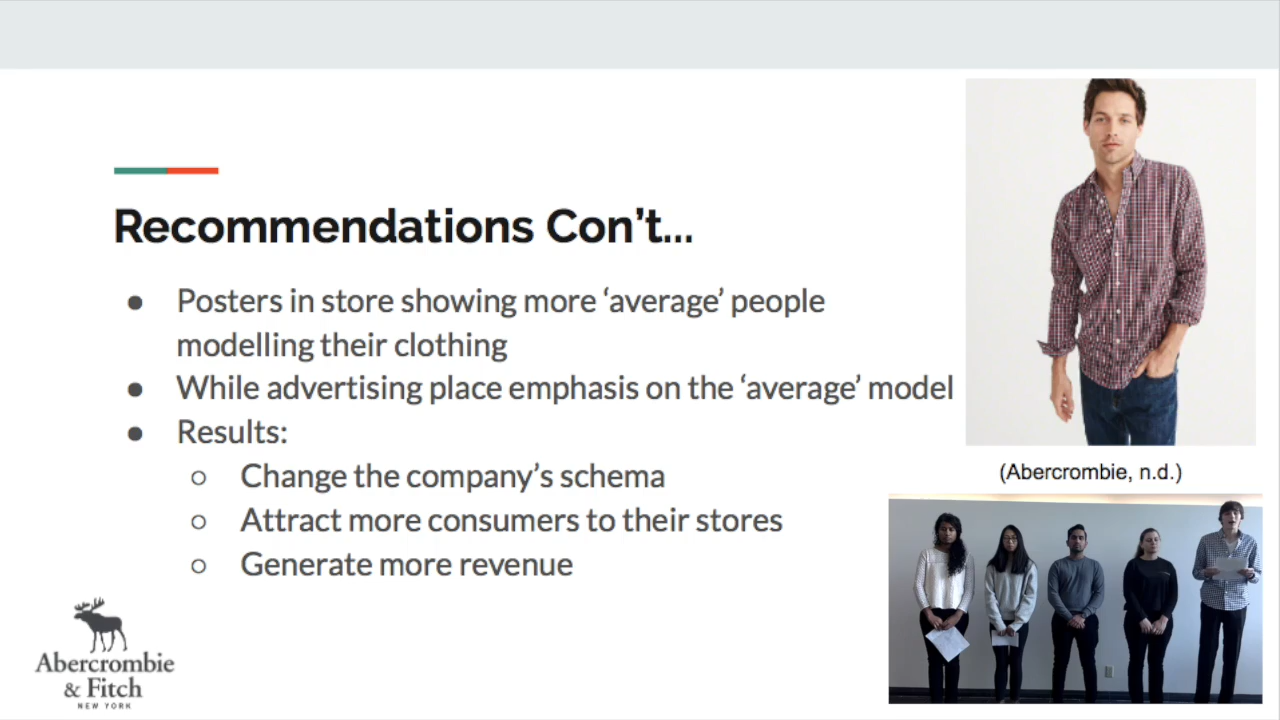 Recommendations Con’t...
● Posters in store showing more ‘average’ people
modelling their clothing
● While advertising place emphasis on the ‘average’ model
● Results:
○ Change the company’s schema
○ Attract more consumers to their stores
○ Generate more revenue
(Abercrombie, n.d.)
Abercrombie
& Fitch
NEW YORK